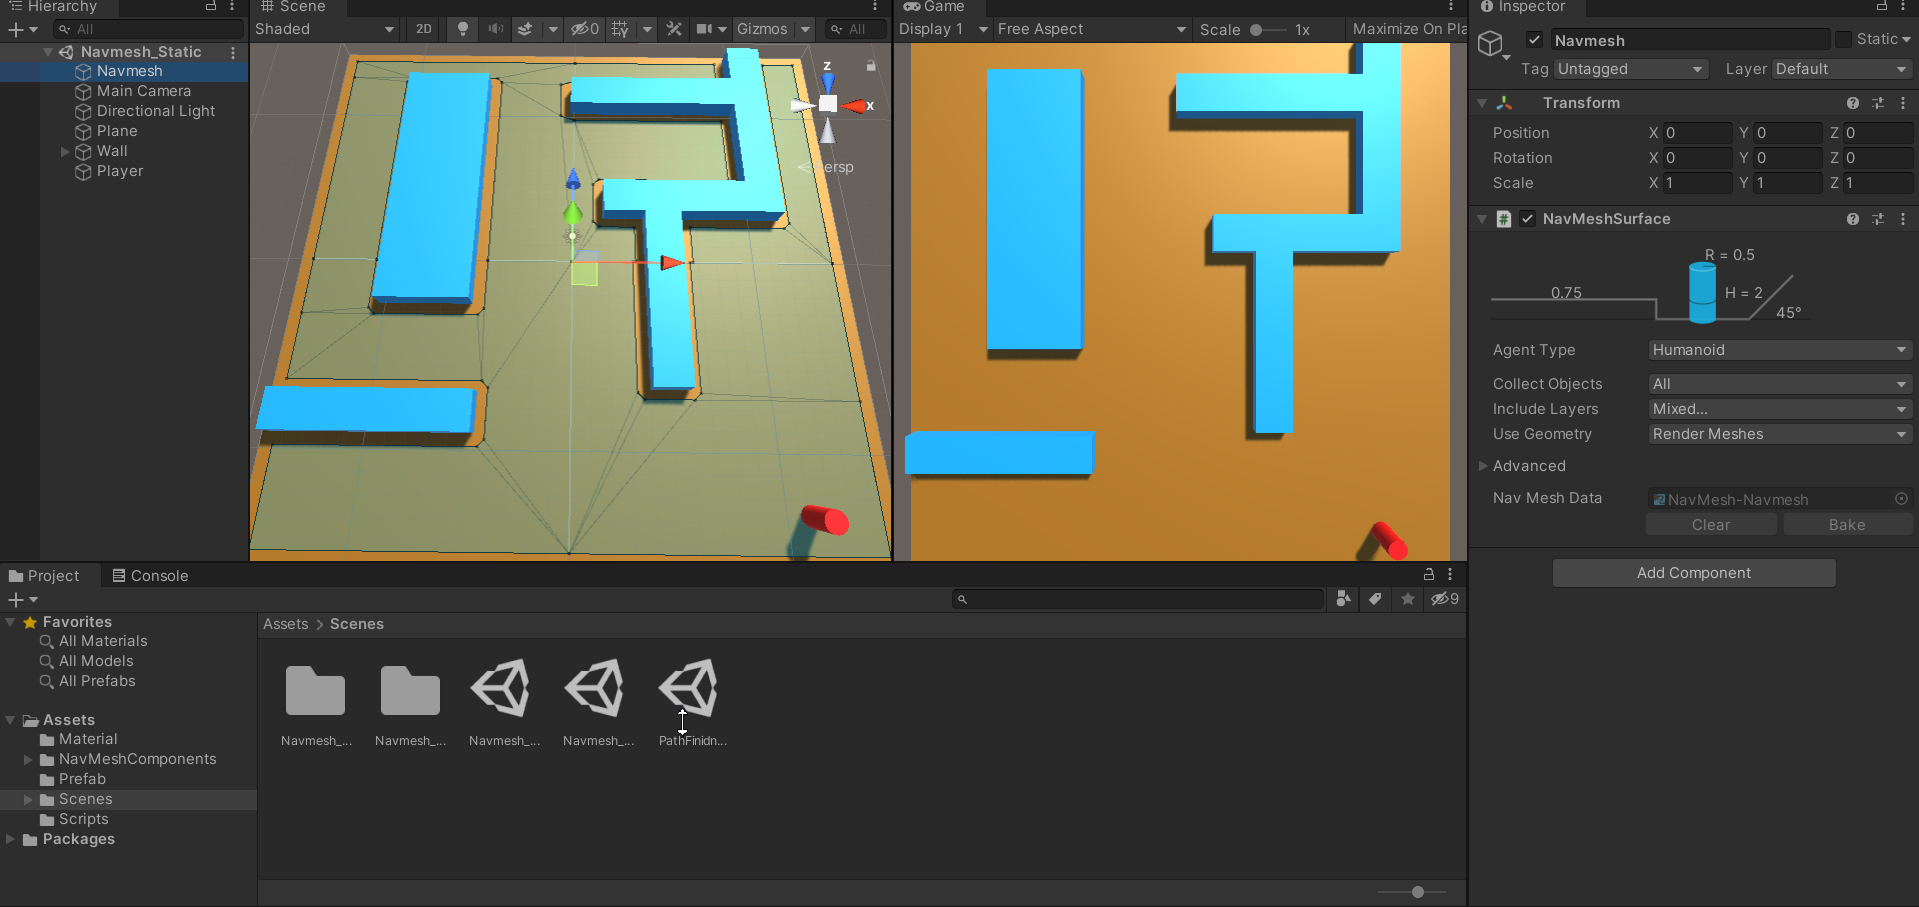 Hierarchy
All
Navmesh_Static
Navmesh
Main Camera
Directional Light
Plane
Wall
Player
Scene
Shaded
2D
0
Gizmos
All
z
x
Persp
Game
Display 1
Free Aspect
Scale
1x
Maximize On Pla
Inspector
Navmesh
Static
Tag
Untagged
Layer
Default
Transform
Position X 0 Y 0 Z 0
Rotation X 0 Y 0 Z 0
Scale X 1 Y 1 Z 1
NavMeshSurface
R = 0.5
0.75
H = 2
45°
Agent Type Humanoid
Collect Objects All
Include Layers Mixed...
Use Geometry Render Meshes
Advanced
Nav Mesh Data NavMesh-Navmesh
Clear Bake
Add Component
Project
Console
9
Favorites
All Materials
All Models
All Prefabs
Assets
Material
NavMeshComponents
Prefab
Scenes
Scripts
Packages
Assets > Scenes
Navmesh_...
Navmesh_...
Navmesh_...
Navmesh_...
PathFinidn...